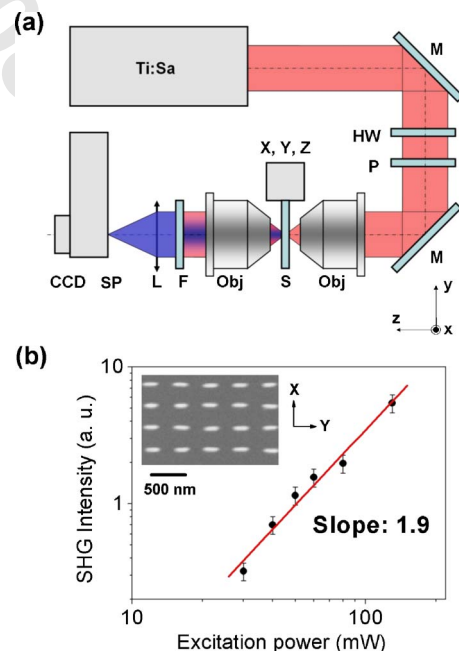 (a)
Ti:Sa
M
HW
P
X, Y, Z
M
CCD SP L F Obj S Obj
y
z
x
(b)
10
1
SHG Intensity (a. u.)
X
Y
500 nm
Slope: 1.9
10 100
Excitation power (mW)